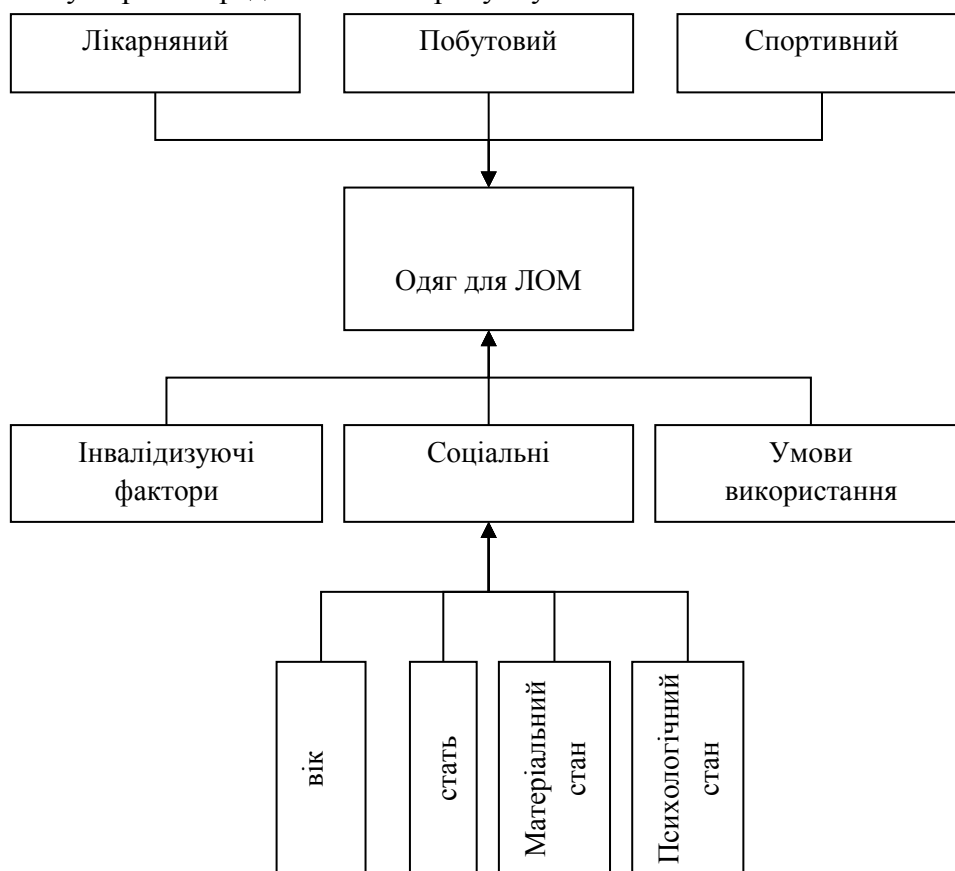 Лікарняний
Побутовий
Спортивний
Одяг для ЛОМ
Інвалідизуючі
фактори
Соціальні
Умови
використання
вік
стать
Матеріальний
стан
Психологічний
стан